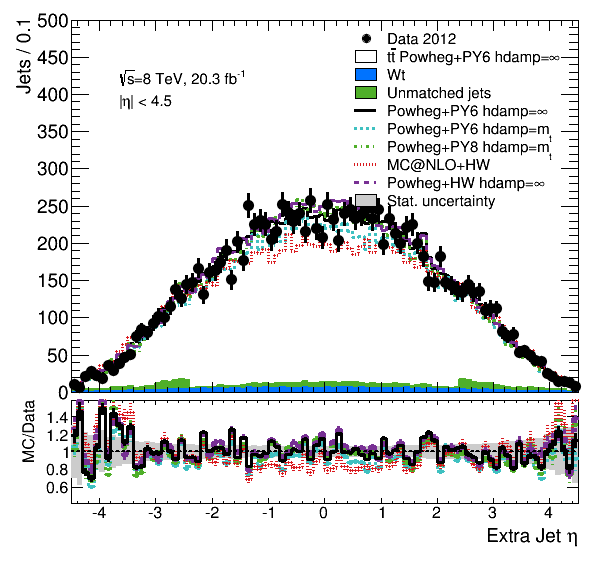 Jets / 0.1
500
450
400
350
300
250
200
150
100
50
0
√s=8 TeV, 20.3 fb⁻¹
|η| < 4.5
Data 2012
tt̄ Powheg+PY6 hdamp=∞
Wt
Unmatched jets
Powheg+PY6 hdamp=∞
Powheg+PY6 hdamp=m_t
Powheg+PY8 hdamp=m_t
MC@NLO+HW
Powheg+HW hdamp=∞
Stat. uncertainty
MC/Data
1.4
1.2
1
0.8
0.6
-4 -3 -2 -1 0 1 2 3 4
Extra Jet η